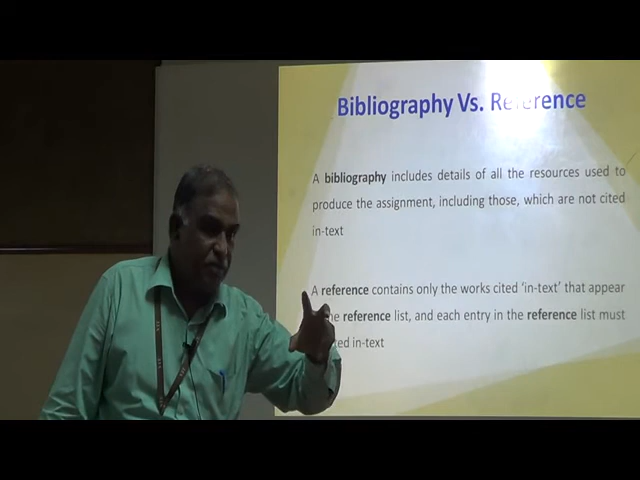 Bibliography Vs. Reference
A bibliography includes details of all the resources used to
produce the assignment, including those, which are not cited
in-text
A reference contains only the works cited ‘in-text’ that appear
reference list, and each entry in the reference list must
in-text